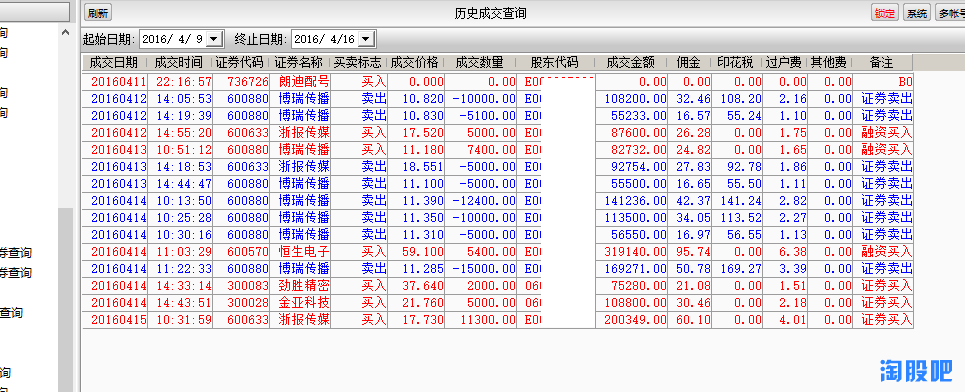 询 刷新 历史成交查询 锁定 系统 多帐号
询 起始日期: 2016/ 4/ 9 终止日期: 2016/ 4/16
成交日期 成交时间 证券代码 证券名称 买卖标志 成交价格 成交数量 股东代码 成交金额 佣金 印花税 过户费 其他费 备注
20160411 22:16:57 736726 朗迪配号 买入 0.000 0.00 E0 0.00 0.00 0.00 0.00 0.00 B0
询 20160412 14:05:53 600880 博瑞传播 卖出 10.820 -10000.00 E0 108200.00 32.46 108.20 2.16 0.00 证券卖出
询 20160412 14:19:39 600880 博瑞传播 卖出 10.830 -5100.00 E0 55233.00 16.57 55.24 1.10 0.00 证券卖出
20160412 14:55:20 600633 浙报传媒 买入 17.520 5000.00 E0 87600.00 26.28 0.00 1.75 0.00 融资买入
20160413 10:51:12 600880 博瑞传播 买入 11.180 7400.00 E0 82732.00 24.82 0.00 1.65 0.00 融资买入
20160413 14:18:53 600633 浙报传媒 卖出 18.551 -5000.00 E0 92754.00 27.83 92.78 1.86 0.00 证券卖出
20160413 14:44:47 600880 博瑞传播 卖出 11.100 -5000.00 E0 55500.00 16.65 55.50 1.11 0.00 证券卖出
20160414 10:13:50 600880 博瑞传播 卖出 11.390 -12400.00 E0 141236.00 42.37 141.24 2.82 0.00 证券卖出
20160414 10:25:28 600880 博瑞传播 卖出 11.350 -10000.00 E0 113500.00 34.05 113.52 2.27 0.00 证券卖出
20160414 10:30:16 600880 博瑞传播 卖出 11.310 -5000.00 E0 56550.00 16.97 56.55 1.13 0.00 证券卖出
券查询 20160414 11:03:29 600570 恒生电子 买入 59.100 5400.00 E0 319140.00 95.74 0.00 6.38 0.00 融资买入
券查询 20160414 11:22:33 600880 博瑞传播 卖出 11.285 -15000.00 E0 169271.00 50.78 169.27 3.39 0.00 证券卖出
20160414 14:33:14 300083 劲胜精密 买入 37.640 2000.00 06 75280.00 21.08 0.00 1.51 0.00 证券买入
20160414 14:43:51 300028 金亚科技 买入 21.760 5000.00 06 108800.00 30.46 0.00 2.18 0.00 证券买入
查询 20160415 10:31:59 600633 浙报传媒 买入 17.730 11300.00 E0 200349.00 60.10 0.00 4.01 0.00 证券买入
询
淘股吧